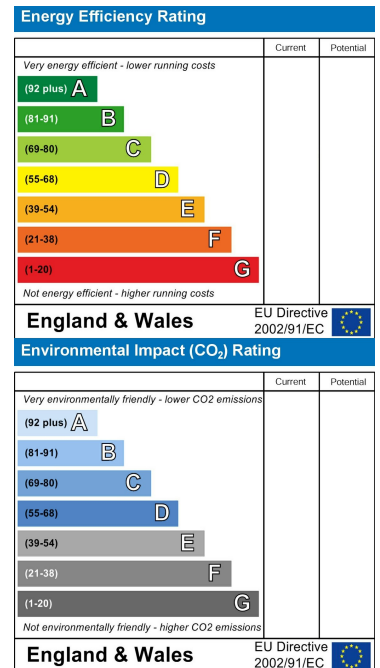 Energy Efficiency Rating
Current Potential
Very energy efficient - lower running costs
(92 plus) A
(81-91) B
(69-80) C
(55-68) D
(39-54) E
(21-38) F
(1-20) G
Not energy efficient - higher running costs
England & Wales
EU Directive
2002/91/EC
Environmental Impact (CO₂) Rating
Current Potential
Very environmentally friendly - lower CO2 emissions
(92 plus) A
(81-91) B
(69-80) C
(55-68) D
(39-54) E
(21-38) F
(1-20) G
Not environmentally friendly - higher CO2 emissions
England & Wales
EU Directive
2002/91/EC